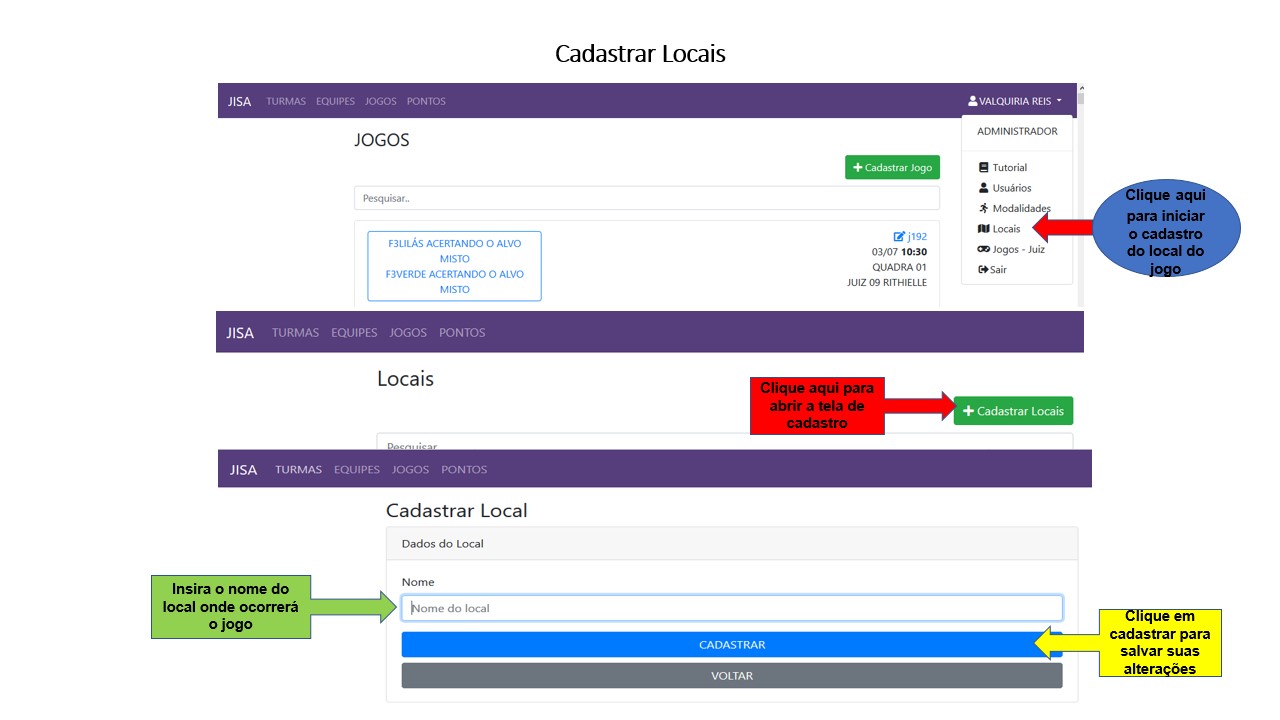 Cadastrar Locais
JISA TURMAS EQUIPES JOGOS PONTOS VALQUIRIA REIS
ADMINISTRADOR
JOGOS
Cadastrar Jogo
Tutorial
Pesquisar..
Usuários
Modalidades
Locais
Jogos - Juiz
Sair
Clique aqui
para iniciar
o cadastro
do local do
jogo
F3LILÁS ACERTANDO O ALVO
MISTO
F3VERDE ACERTANDO O ALVO
MISTO
j192
03/07 10:30
QUADRA 01
JUIZ 09 RITHIELLE
JISA TURMAS EQUIPES JOGOS PONTOS
Locais
Clique aqui para
abrir a tela de
cadastro
Cadastrar Locais
Pesquisar
JISA TURMAS EQUIPES JOGOS PONTOS
Cadastrar Local
Dados do Local
Nome
Insira o nome do
local onde ocorrerá
o jogo
Nome do local
CADASTRAR
Clique em
cadastrar para
salvar suas
alterações
VOLTAR